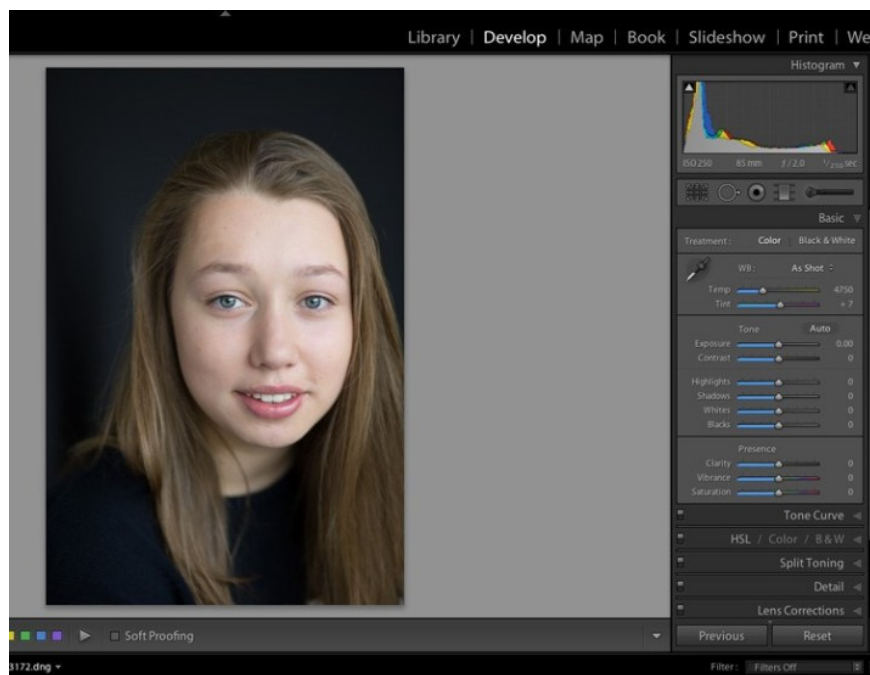 Library | Develop | Map | Book | Slideshow | Print | We
Histogram
ISO 250 85 mm ƒ / 2.0 1/250 sec
Basic
Treatment : Color | Black & White
WB : As Shot
Temp 4750
Tint + 7
Tone Auto
Exposure 0.00
Contrast 0
Highlights 0
Shadows 0
Whites 0
Blacks 0
Presence
Clarity 0
Vibrance 0
Saturation 0
Tone Curve
HSL / Color / B & W
Split Toning
Detail
Lens Corrections
Soft Proofing
Previous Reset
3172.dng
Filter : Filters Off